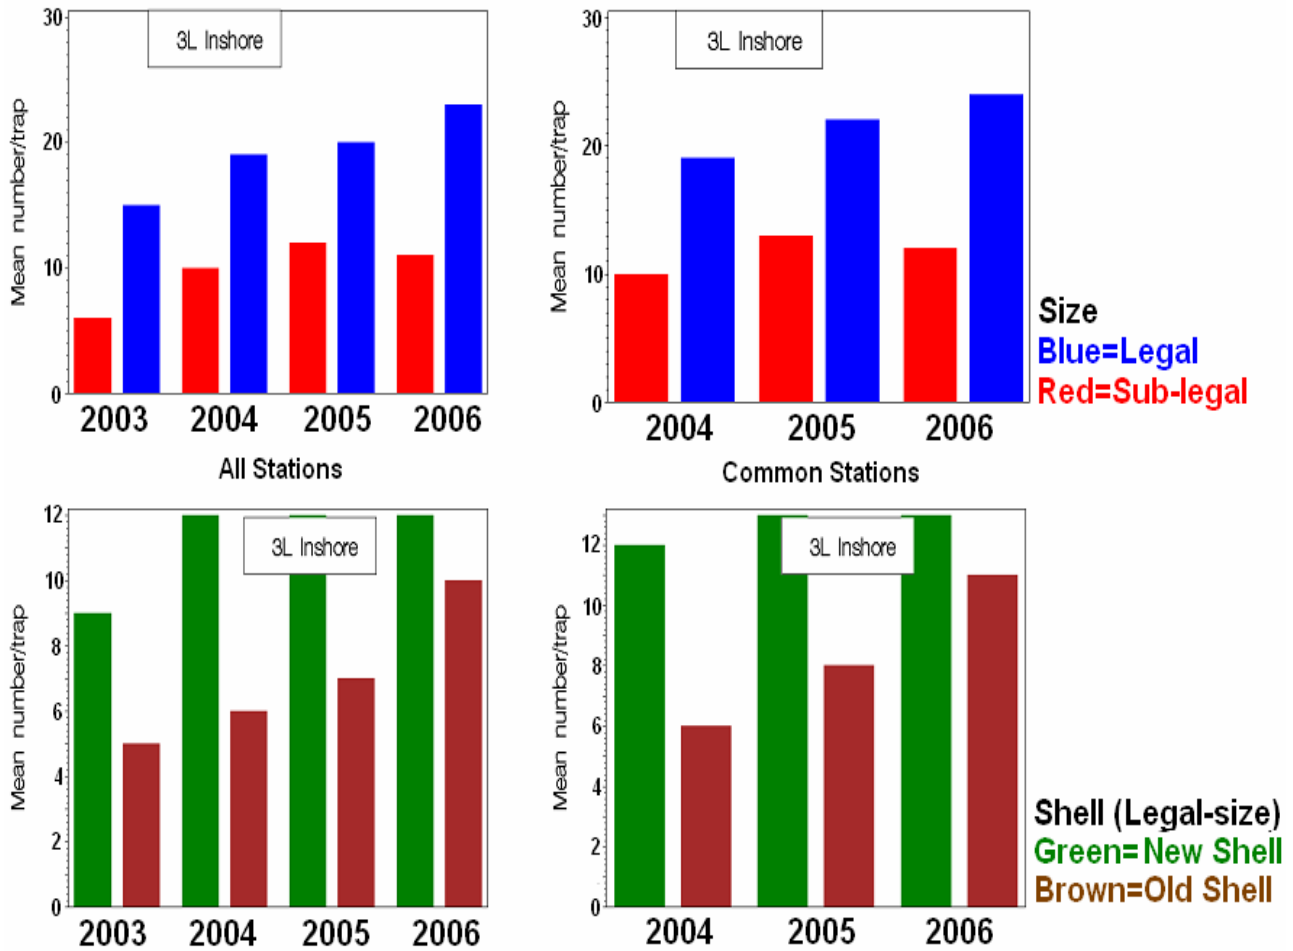 3L Inshore
Mean number/trap
30
20
10
0
2003 2004 2005 2006
All Stations
3L Inshore
Mean number/trap
30
20
10
0
2004 2005 2006
Common Stations
Size
Blue=Legal
Red=Sub-legal
3L Inshore
Mean number/trap
12
10
8
6
4
2
0
2003 2004 2005 2006
3L Inshore
Mean number/trap
12
10
8
6
4
2
0
2004 2005 2006
Shell (Legal-size)
Green=New Shell
Brown=Old Shell